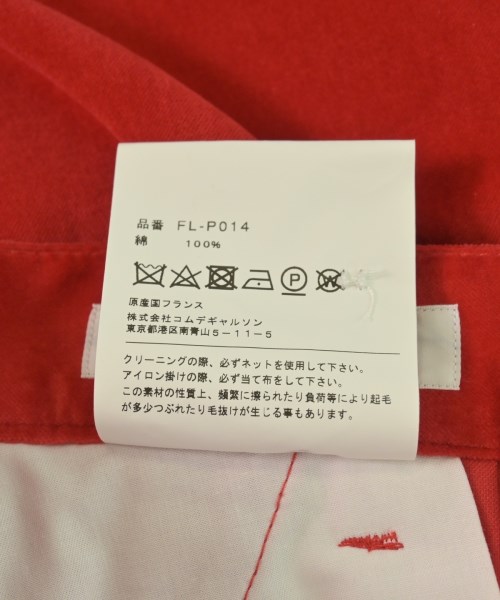 品番 FL-P014
綿 100%
P W
原産国フランス
株式会社コムデギャルソン
東京都港区南青山5-11-5
クリーニングの際、必ずネットを使用して下さい。
アイロン掛けの際、必ず当て布をして下さい。
この素材の性質上、頻繁に擦られたり負荷等により起毛
が多少つぶれたり毛抜けが生じる事もあります。